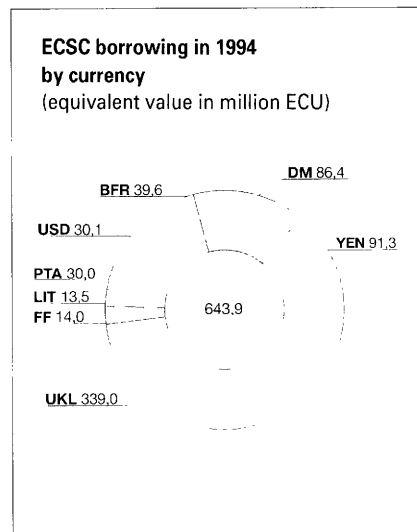 ECSC borrowing in 1994
by currency
(equivalent value in million ECU)
DM 86,4
BFR 39,6
USD 30,1
YEN 91,3
PTA 30,0
LIT 13,5
FF 14,0
643,9
UKL 339,0